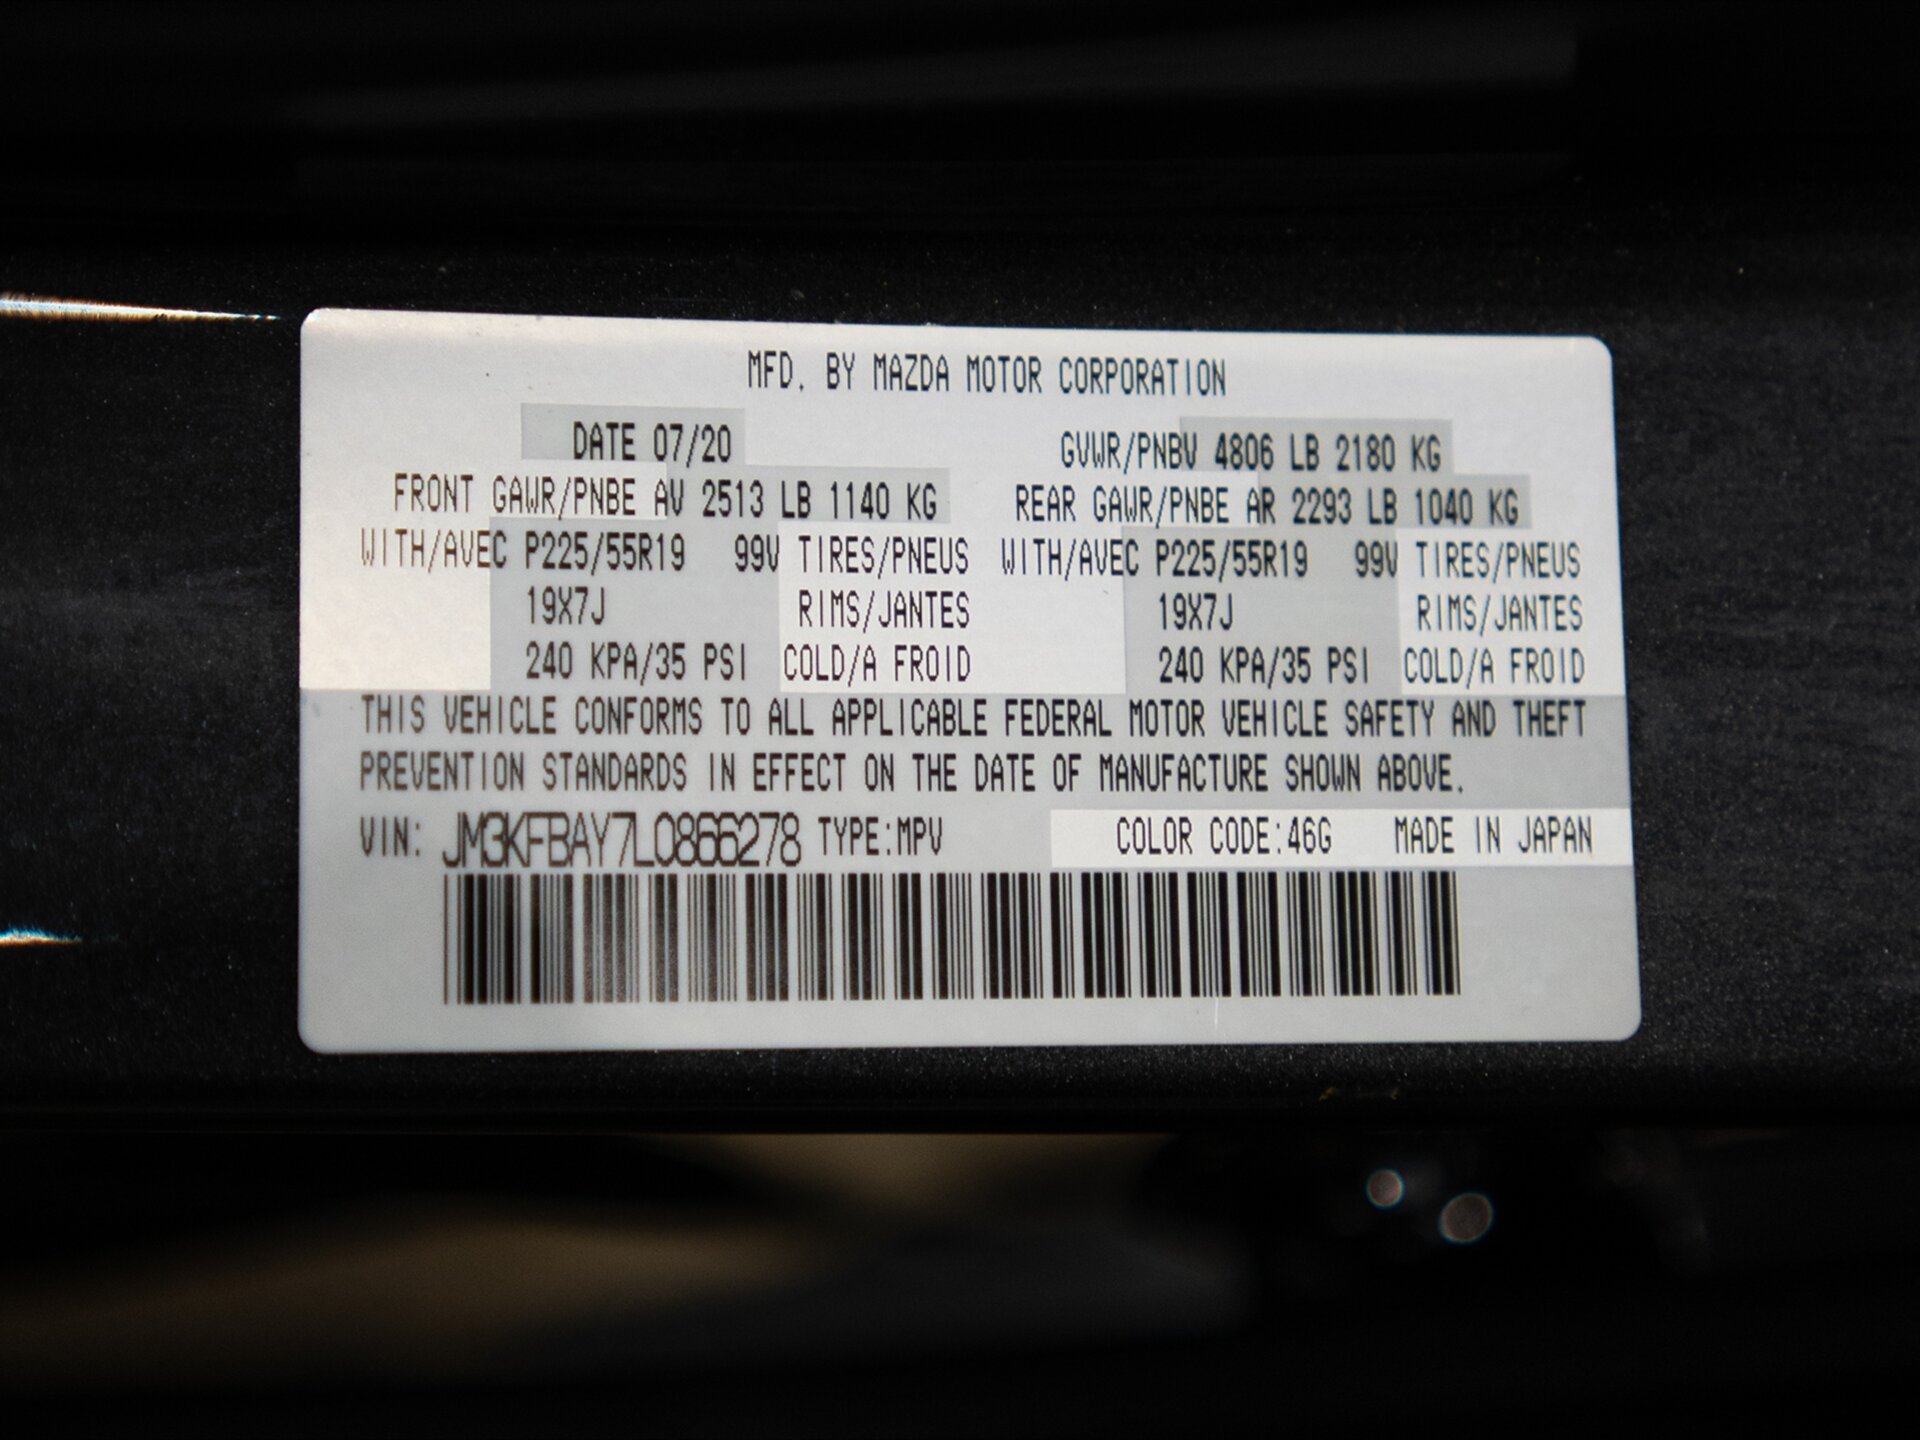 MFD. BY MAZDA MOTOR CORPORATION
DATE 07/20 GVWR/PNBV 4806 LB 2180 KG
FRONT GAWR/PNBE AV 2513 LB 1140 KG REAR GAWR/PNBE AR 2293 LB 1040 KG
WITH/AVEC P225/55R19 99V TIRES/PNEUS WITH/AVEC P225/55R19 99V TIRES/PNEUS
19X7J RIMS/JANTES 19X7J RIMS/JANTES
240 KPA/35 PSI COLD/A FROID 240 KPA/35 PSI COLD/A FROID
THIS VEHICLE CONFORMS TO ALL APPLICABLE FEDERAL MOTOR VEHICLE SAFETY AND THEFT
PREVENTION STANDARDS IN EFFECT ON THE DATE OF MANUFACTURE SHOWN ABOVE.
VIN: JM3KFBAY7L0866278 TYPE:MPV COLOR CODE:46G MADE IN JAPAN